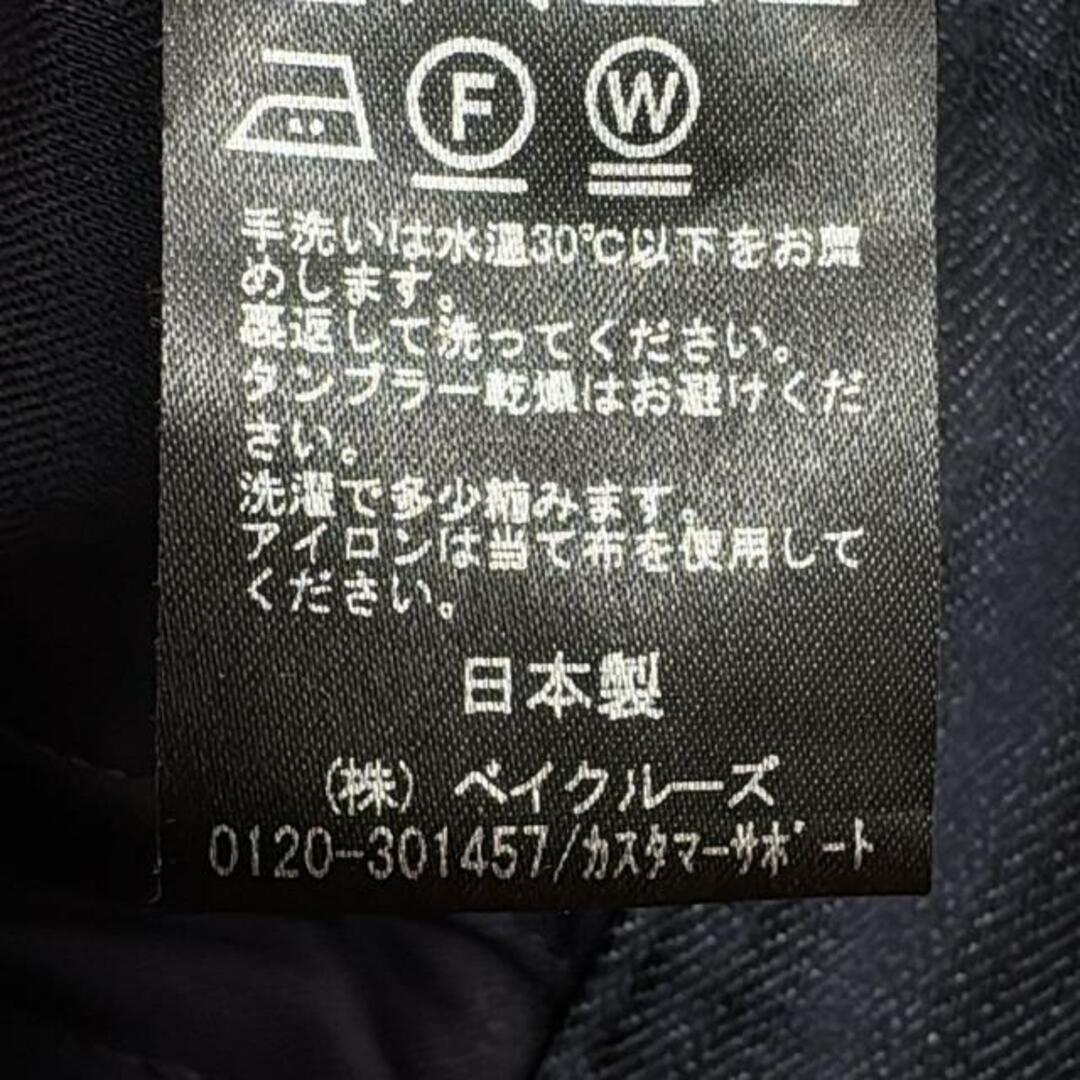 F W
手洗いは水温30℃以下をお薦
めします。
裏返して洗ってください。
タンブラー乾燥はお避けくだ
さい。
洗濯で多少縮みます。
アイロンは当て布を使用して
ください。
日本製
(株) ベイクルーズ
0120-301457/ｶｽﾀﾏｰｻﾎﾟｰﾄ